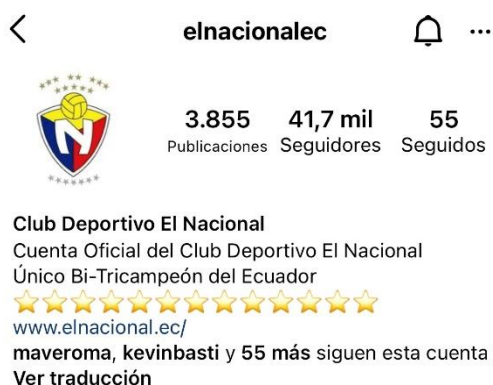 elnacionalec
3.855 41,7 mil 55
Publicaciones Seguidores Seguidos
N
Club Deportivo El Nacional
Cuenta Oficial del Club Deportivo El Nacional
Único Bi-Tricampeón del Ecuador
⭐⭐⭐⭐⭐⭐⭐⭐⭐⭐⭐⭐⭐
www.elnacional.ec/
maveroma, kevinbasti y 55 más siguen esta cuenta
Ver traducción